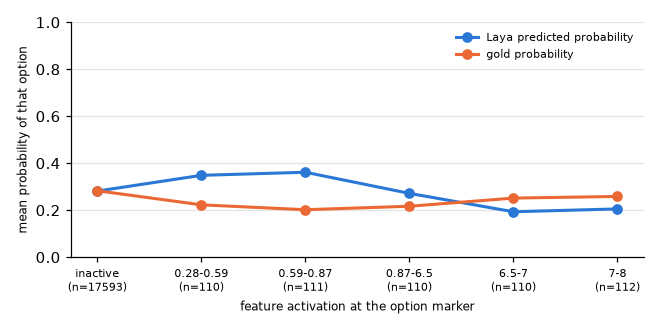 1.0
0.8
0.6
0.4
0.2
0.0
mean probability of that option
Laya predicted probability
gold probability
inactive
(n=17593)
0.28-0.59
(n=110)
0.59-0.87
(n=111)
0.87-6.5
(n=110)
6.5-7
(n=110)
7-8
(n=112)
feature activation at the option marker